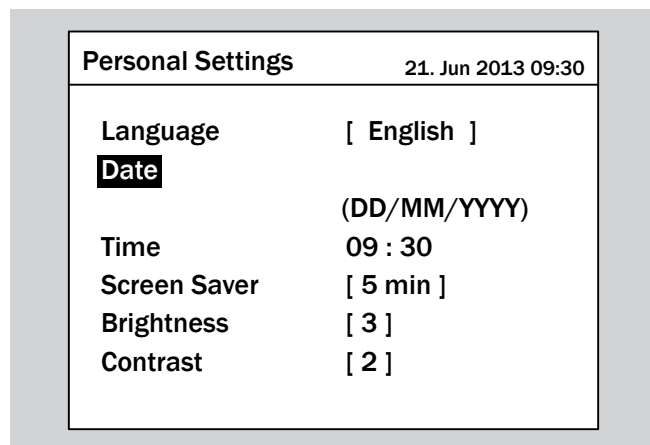 Personal Settings 21. Jun 2013 09:30
Language [ English ]
Date
(DD/MM/YYYY)
Time 09 : 30
Screen Saver [ 5 min ]
Brightness [ 3 ]
Contrast [ 2 ]